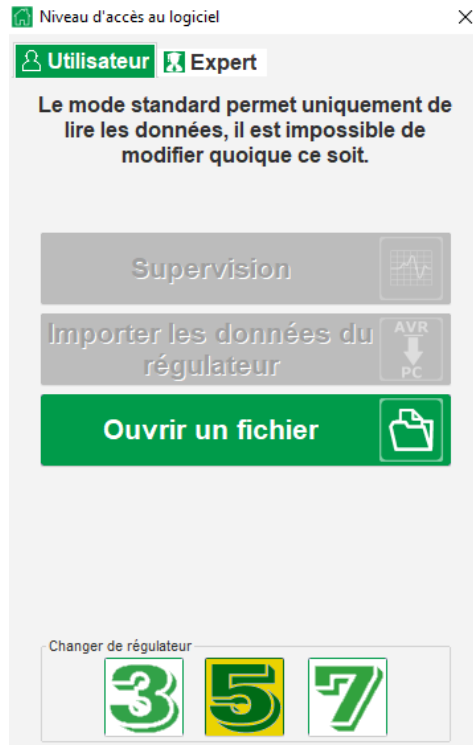 Niveau d'accès au logiciel
Utilisateur
Expert
Le mode standard permet uniquement de
lire les données, il est impossible de
modifier quoique ce soit.
Supervision
Importer les données du
régulateur
AVR
PC
Ouvrir un fichier
Changer de régulateur
3 5 7